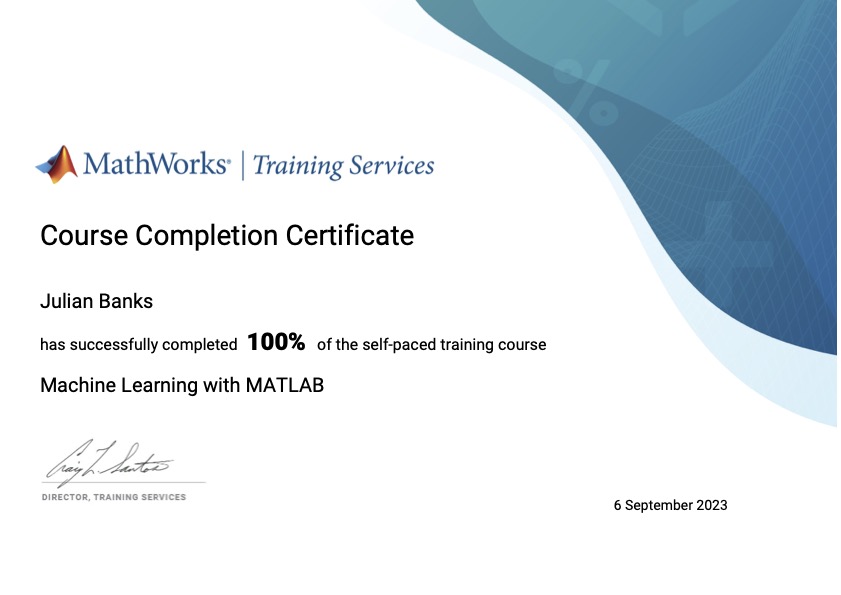 MathWorks® | Training Services
Course Completion Certificate
Julian Banks
has successfully completed 100% of the self-paced training course
Machine Learning with MATLAB
Craig L. Santos
DIRECTOR, TRAINING SERVICES
6 September 2023